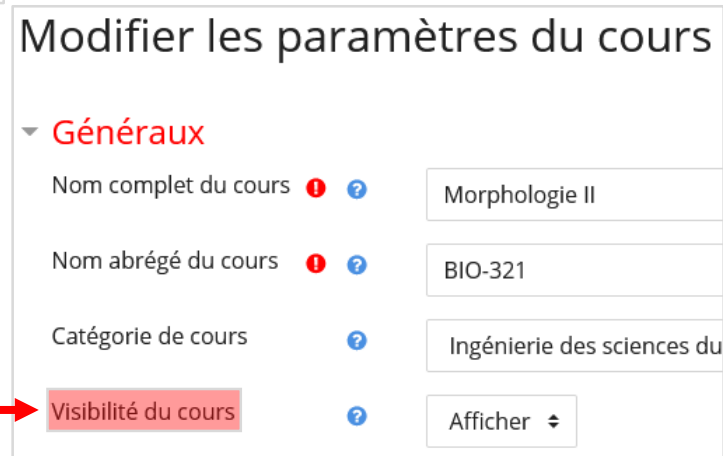 Modifier les paramètres du cours
Généraux
Nom complet du cours
Morphologie II
Nom abrégé du cours
BIO-321
Catégorie de cours
Ingénierie des sciences du
Visibilité du cours
Afficher